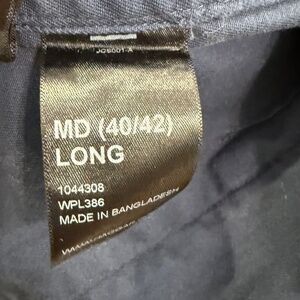 MD (40/42)
LONG
1044308
WPL386
MADE IN BANGLADESH